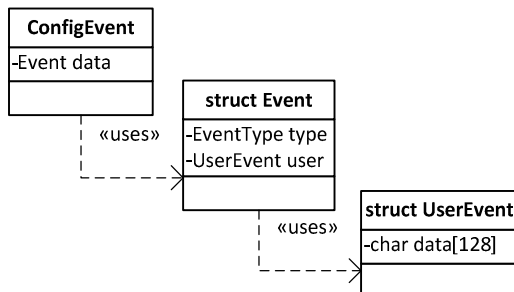 ConfigEvent
-Event data
«uses»
struct Event
-EventType type
-UserEvent user
«uses»
struct UserEvent
-char data[128]